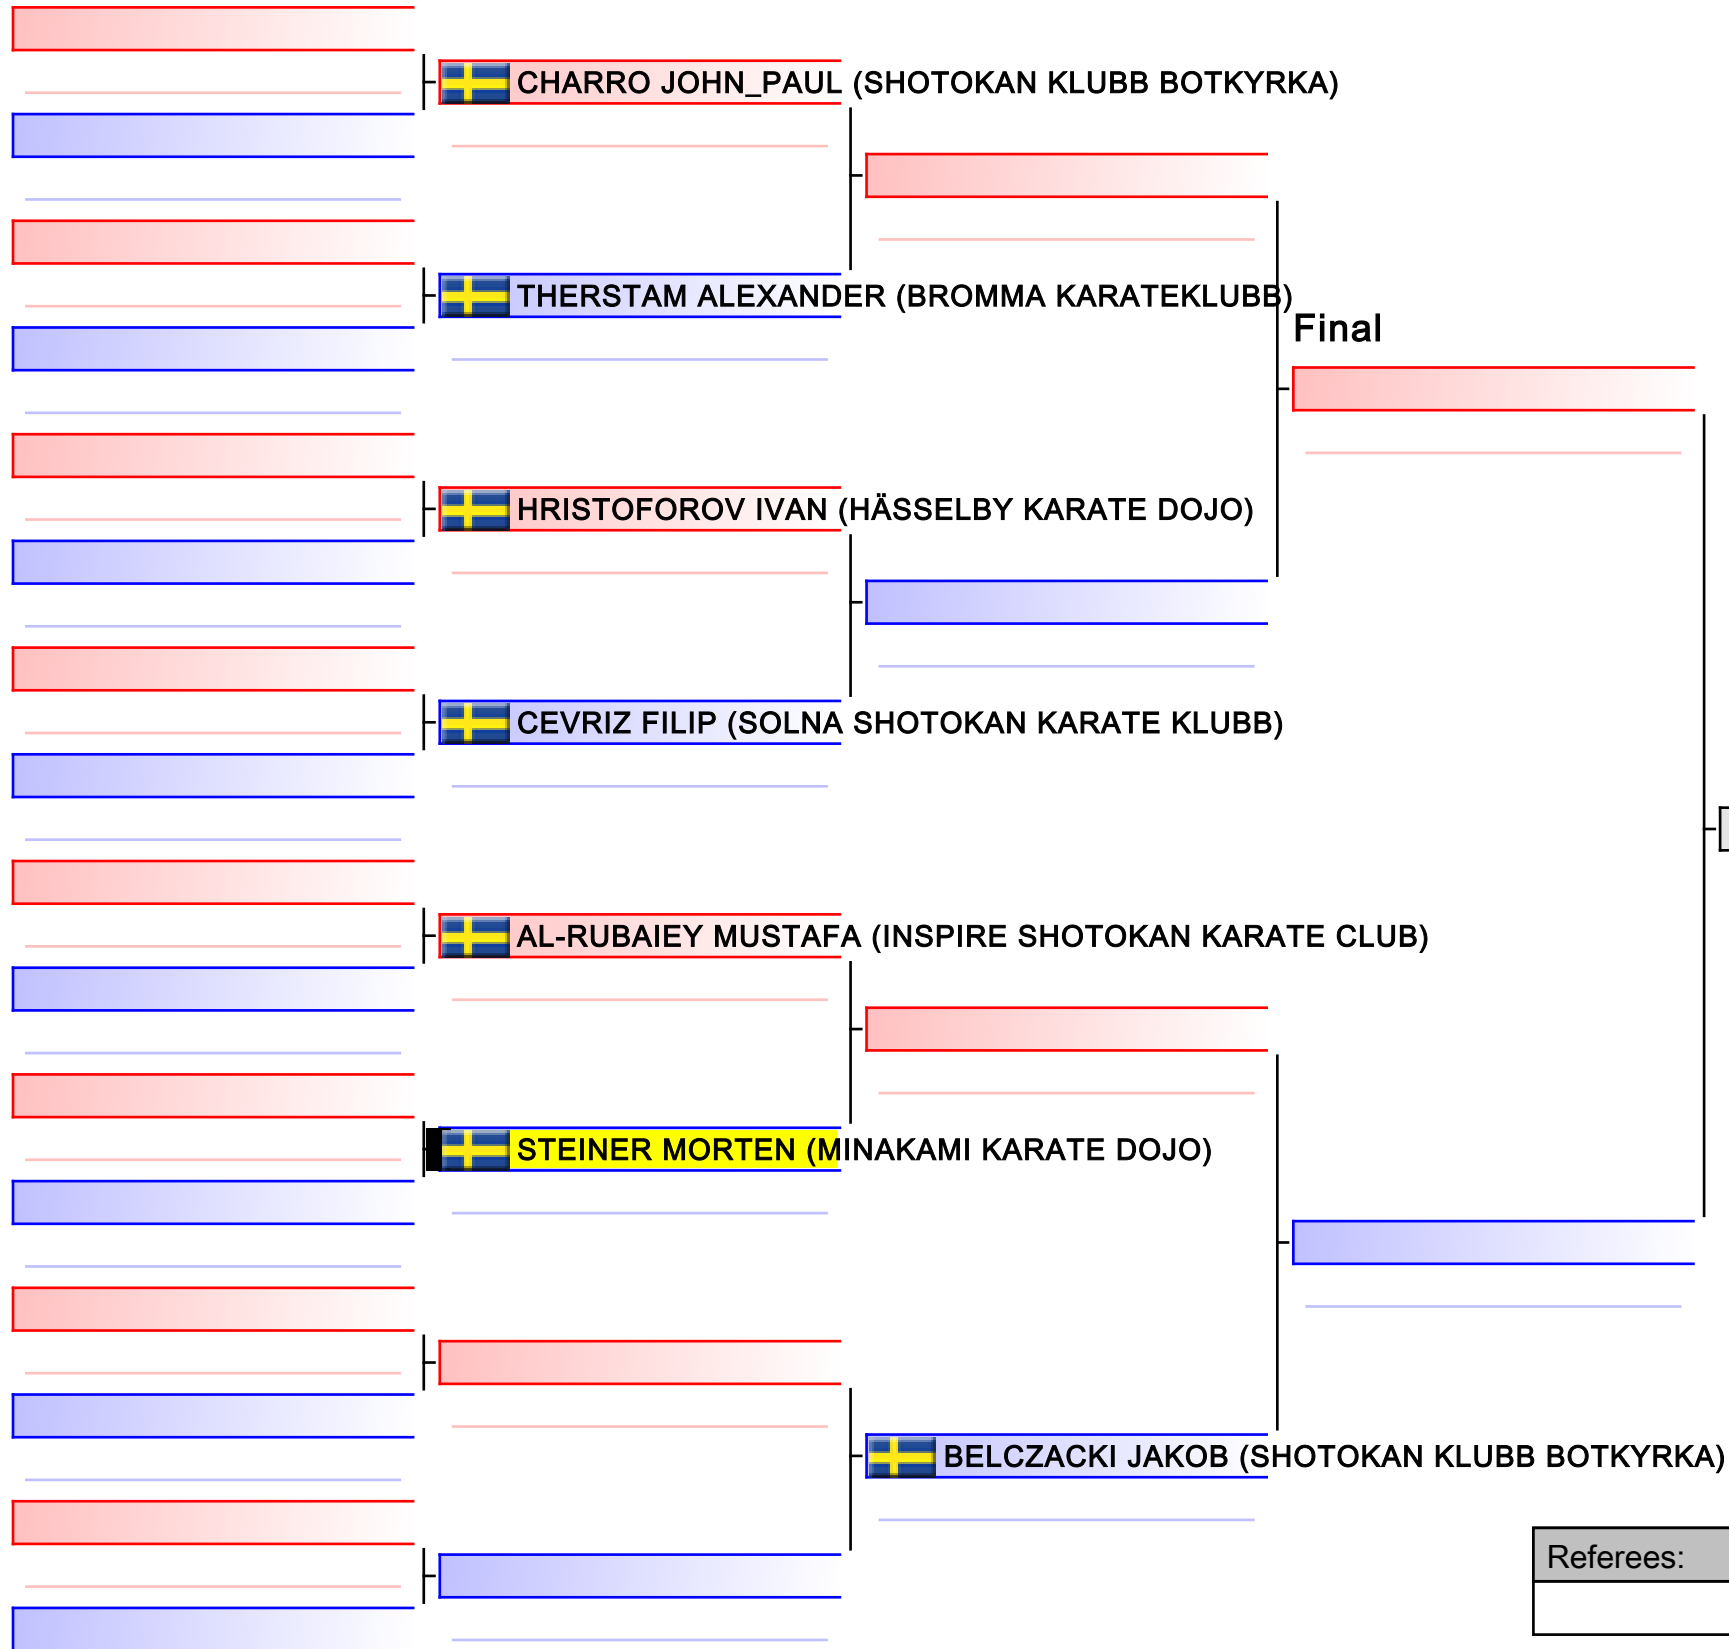 CHARRO JOHN_PAUL (SHOTOKAN KLUBB BOTKYRKA)
THERSTAM ALEXANDER (BROMMA KARATEKLUBB)
Final
HRISTOFOROV IVAN (HÄSSELBY KARATE DOJO)
CEVRIZ FILIP (SOLNA SHOTOKAN KARATE KLUBB)
AL-RUBAIEY MUSTAFA (INSPIRE SHOTOKAN KARATE CLUB)
STEINER MORTEN (MINAKAMI KARATE DOJO)
BELCZACKI JAKOB (SHOTOKAN KLUBB BOTKYRKA)
Referees: